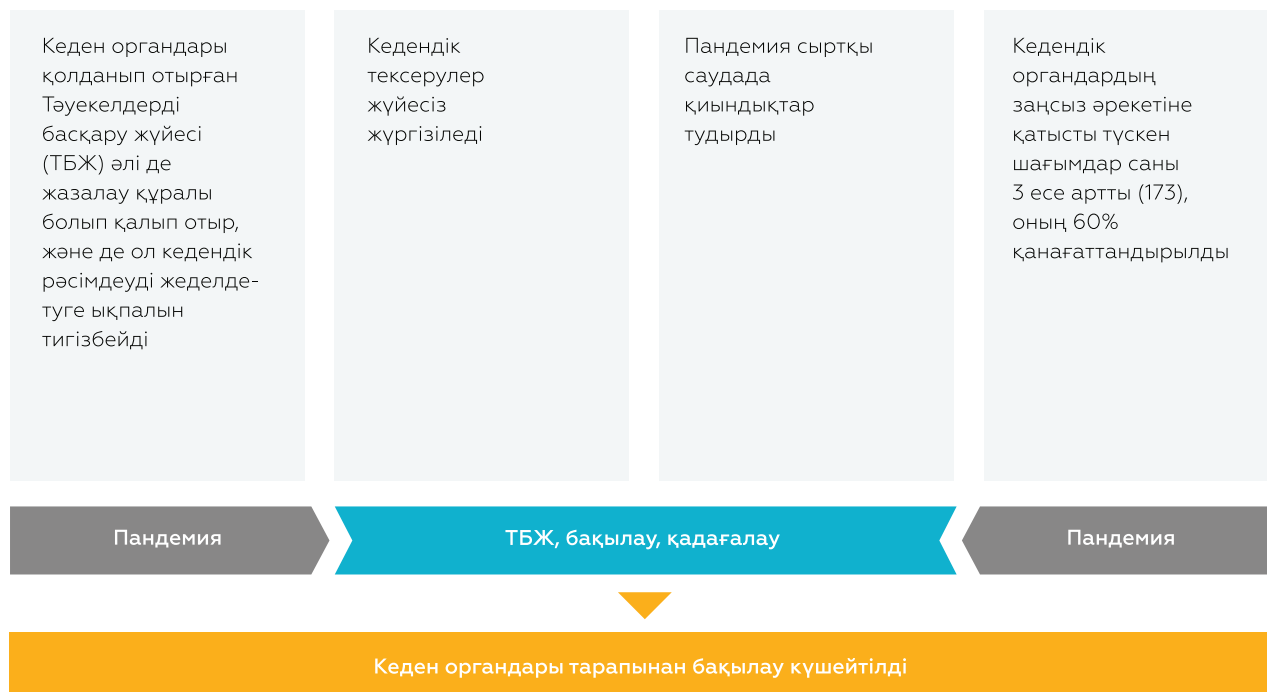 Кеден органдары
қолданып отырған
Тәуекелдерді
басқару жүйесі
(ТБЖ) әлі де
жазалау құралы
болып қалып отыр,
және де ол кедендік
рәсімдеуді жеделде-
туге ықпалын
тигізбейді
Кедендік
тексерулер
жүйесіз
жүргізіледі
Пандемия сыртқы
саудада
қиындықтар
тудырды
Кедендік
органдардың
заңсыз әрекетіне
қатысты түскен
шағымдар саны
3 есе артты (173),
оның 60%
қанағаттандырылды
Пандемия
ТБЖ, бақылау, қадағалау
Пандемия
Кеден органдары тарапынан бақылау күшейтілді